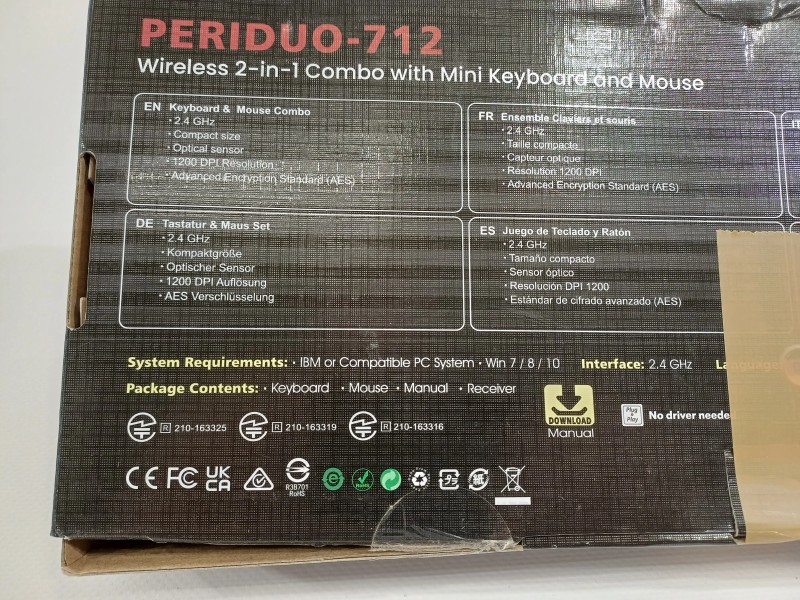 PERIDUO-712
Wireless 2-in-1 Combo with Mini Keyboard and Mouse
EN Keyboard & Mouse Combo
· 2.4 GHz
· Compact size
· Optical sensor
· 1200 DPI Resolution
· Advanced Encryption Standard (AES)
FR Ensemble Claviers et souris
· 2.4 GHz
· Taille compacte
· Capteur optique
· Résolution 1200 DPI
· Advanced Encryption Standard (AES)
IT
DE Tastatur & Maus Set
· 2.4 GHz
· Kompaktgröße
· Optischer Sensor
· 1200 DPI Auflösung
· AES Verschlüsselung
ES Juego de Teclado y Ratón
· 2.4 GHz
· Tamaño compacto
· Sensor óptico
· Resolución DPI 1200
· Estándar de cifrado avanzado (AES)
System Requirements: · IBM or Compatible PC System · Win 7 / 8 / 10 Interface: 2.4 GHz Language
Package Contents: · Keyboard · Mouse · Manual · Receiver
DOWNLOAD
Manual
Plug & Play
No driver needed
R 210-163325 R 210-163319 R 210-163316
CE FC UK CA
R3B701
RoHS
RoHS